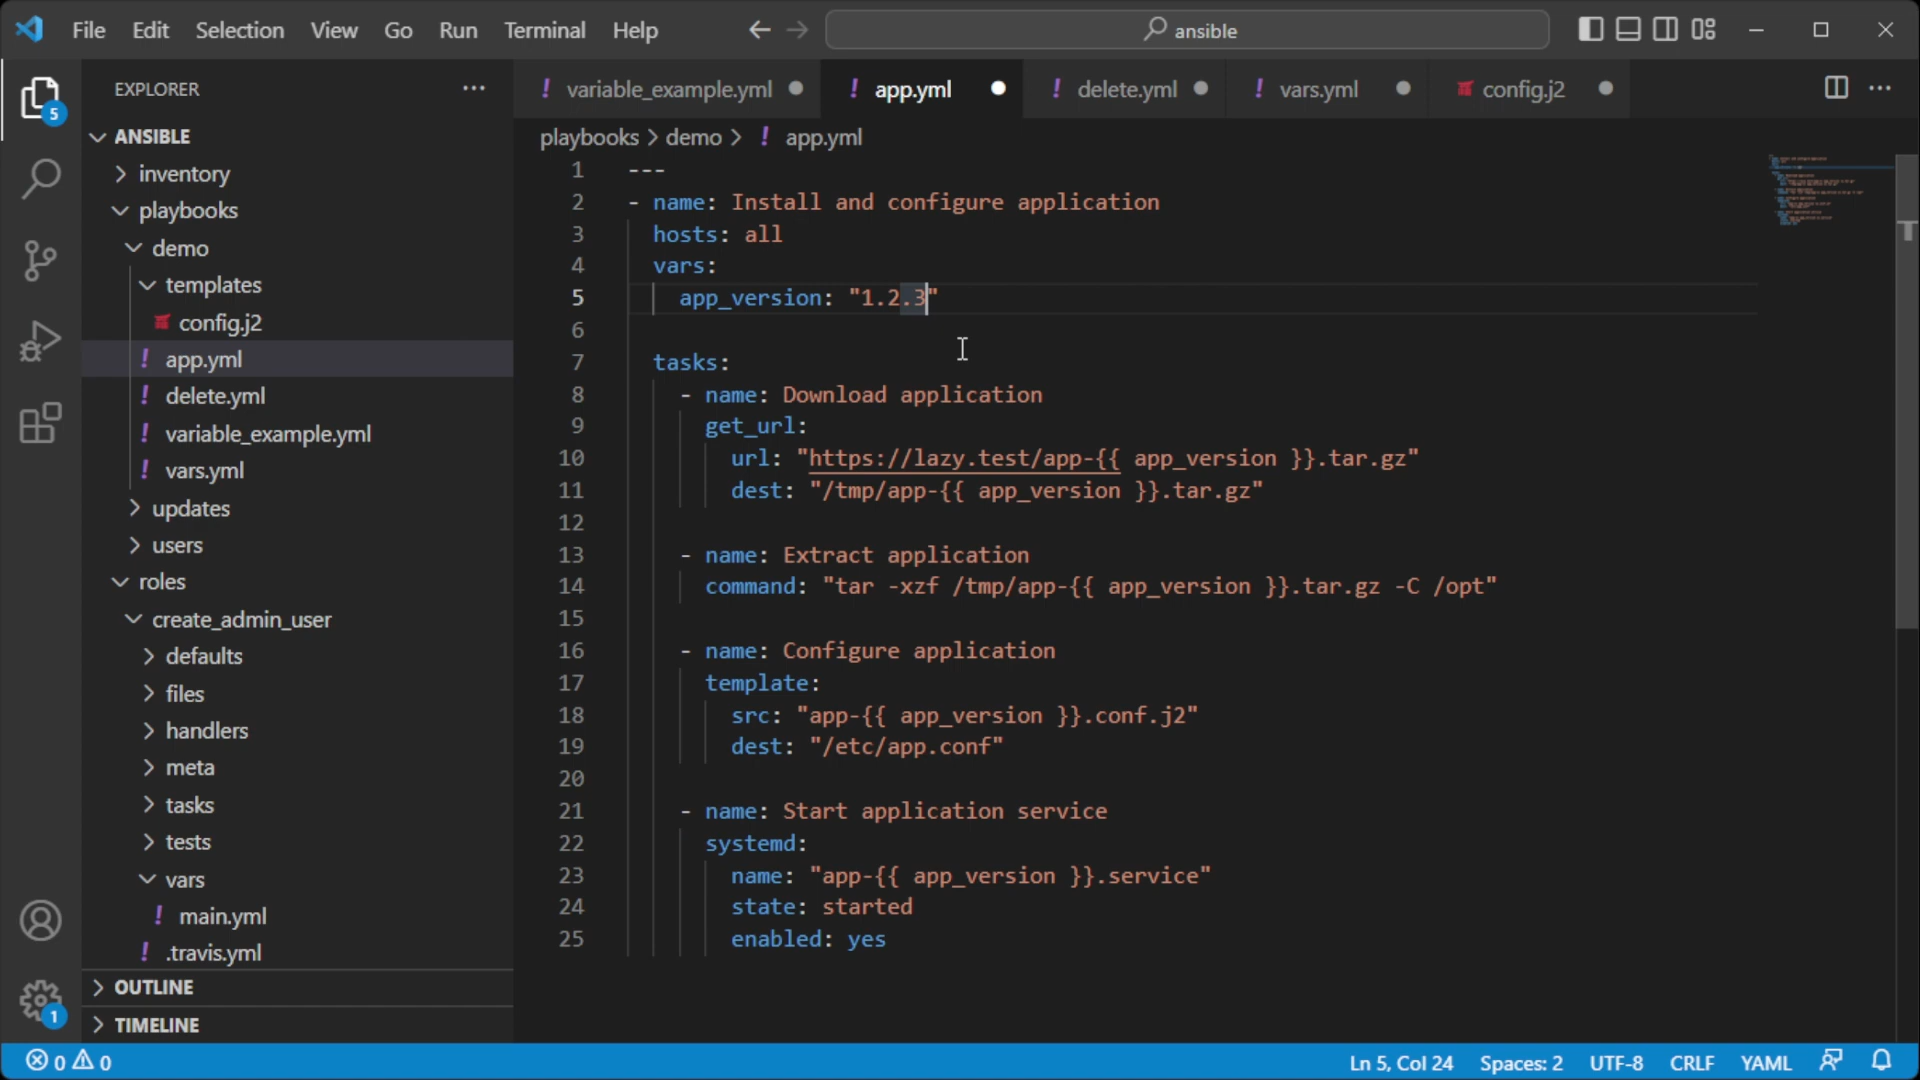 File Edit Selection View Go Run Terminal Help
ansible
5
EXPLORER
ANSIBLE
inventory
playbooks
demo
templates
config.j2
app.yml
delete.yml
variable_example.yml
vars.yml
updates
users
roles
create_admin_user
defaults
files
handlers
meta
tasks
tests
vars
main.yml
.travis.yml
OUTLINE
TIMELINE
1
variable_example.yml app.yml delete.yml vars.yml config.j2
playbooks > demo > ! app.yml
1 ---
2 - name: Install and configure application
3 hosts: all
4 vars:
5 app_version: "1.2.3"
6
7 tasks:
8 - name: Download application
9 get_url:
10 url: "https://lazy.test/app-{{ app_version }}.tar.gz"
11 dest: "/tmp/app-{{ app_version }}.tar.gz"
12
13 - name: Extract application
14 command: "tar -xzf /tmp/app-{{ app_version }}.tar.gz -C /opt"
15
16 - name: Configure application
17 template:
18 src: "app-{{ app_version }}.conf.j2"
19 dest: "/etc/app.conf"
20
21 - name: Start application service
22 systemd:
23 name: "app-{{ app_version }}.service"
24 state: started
25 enabled: yes
0 0 Ln 5, Col 24 Spaces: 2 UTF-8 CRLF YAML